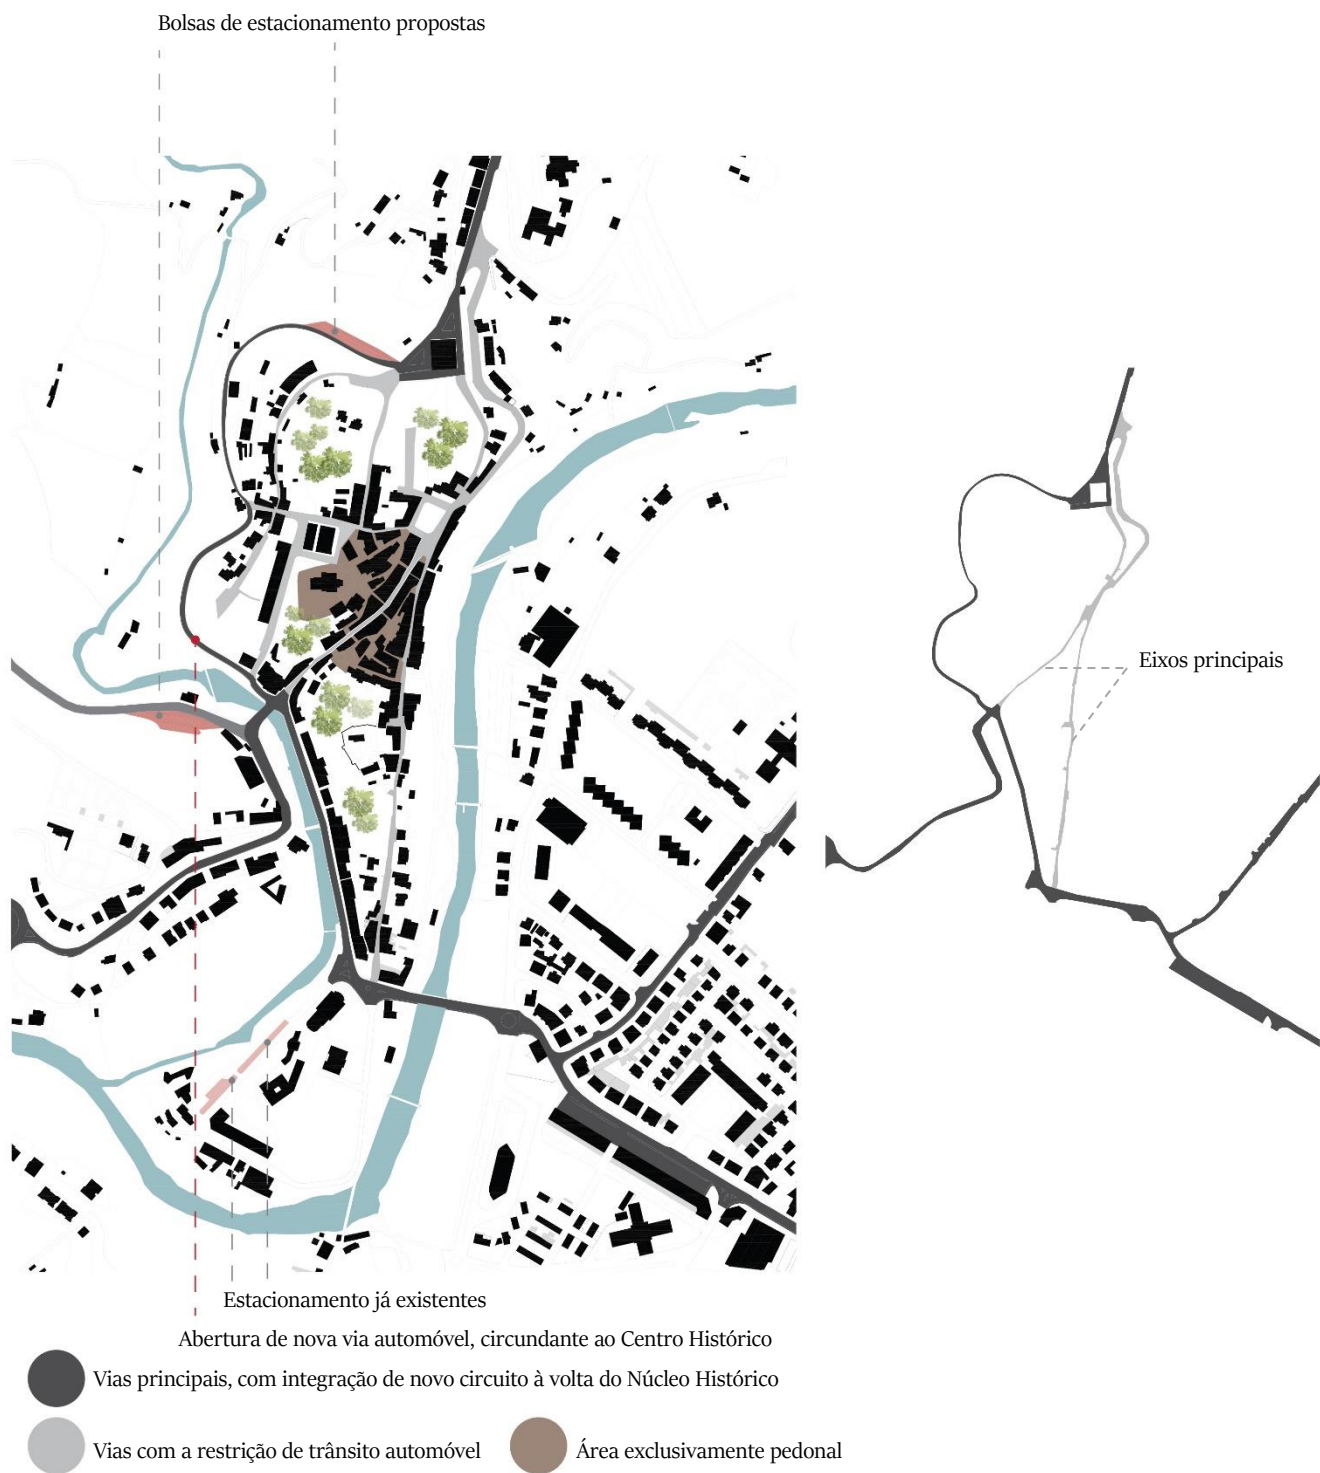 Bolsas de estacionamento propostas
Eixos principais
Estacionamento já existentes
Abertura de nova via automóvel, circundante ao Centro Histórico
Vias principais, com integração de novo circuito à volta do Núcleo Histórico
Vias com a restrição de trânsito automóvel
Área exclusivamente pedonal